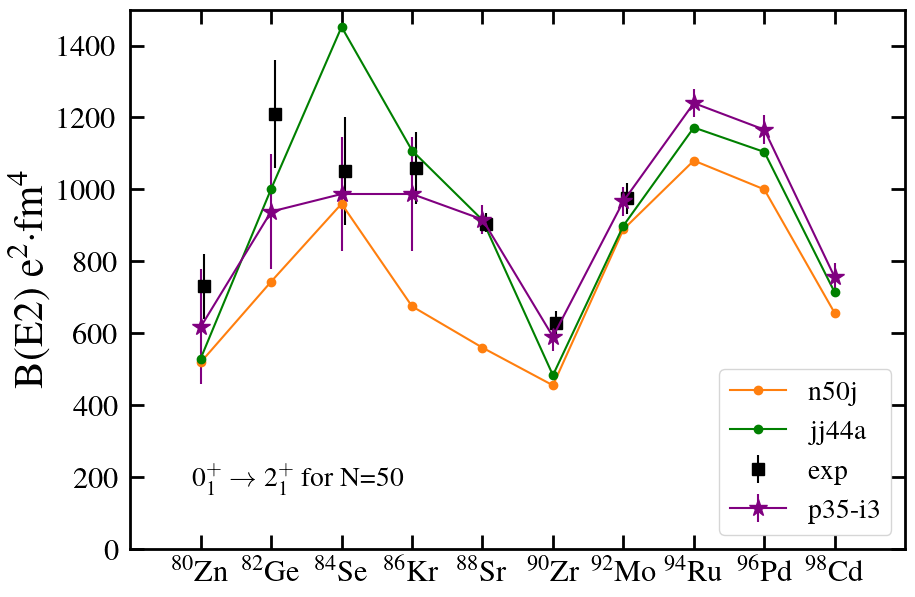 B(E2) e²·fm⁴
1400
1200
1000
800
600
400
200
0
0₁⁺ → 2₁⁺ for N=50
n50j
jj44a
exp
p35-i3
⁸⁰Zn ⁸²Ge ⁸⁴Se ⁸⁶Kr ⁸⁸Sr ⁹⁰Zr ⁹²Mo ⁹⁴Ru ⁹⁶Pd ⁹⁸Cd